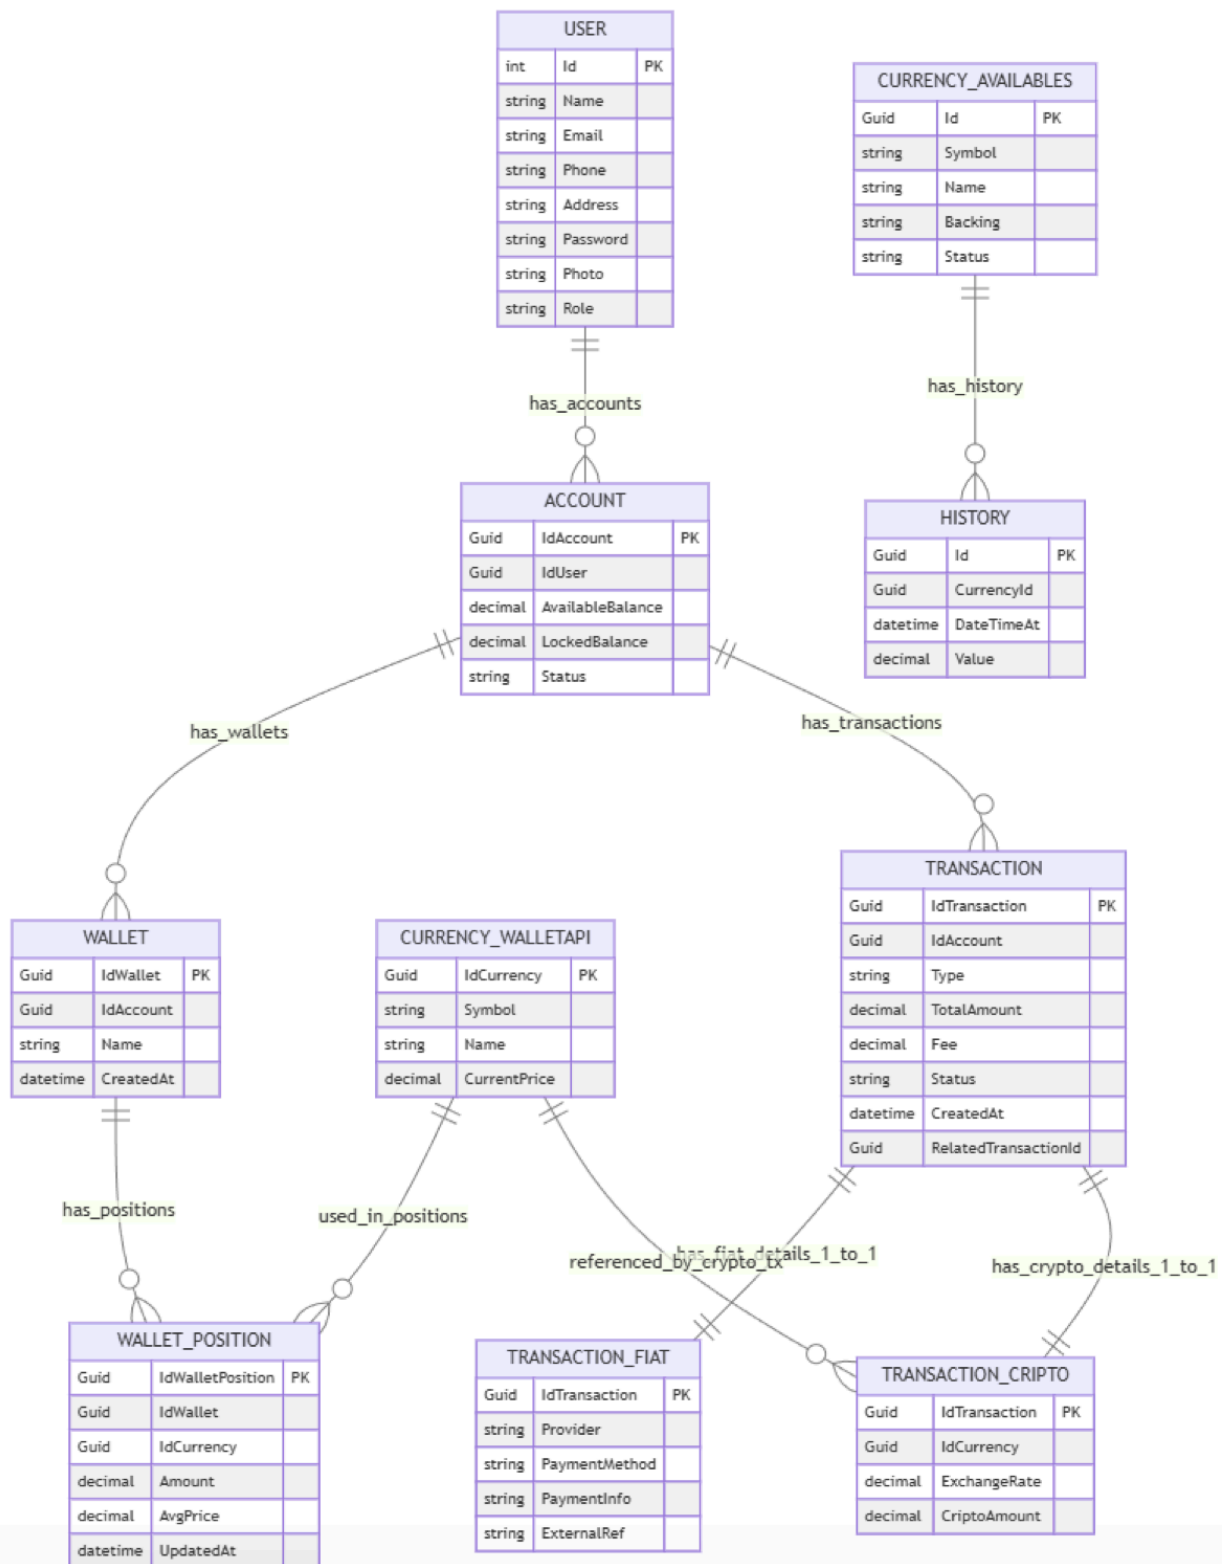 USER
int Id PK
string Name
string Email
string Phone
string Address
string Password
string Photo
string Role
CURRENCY_AVAILABLES
Guid Id PK
string Symbol
string Name
string Backing
string Status
has_accounts
has_history
ACCOUNT
Guid IdAccount PK
Guid IdUser
decimal AvailableBalance
decimal LockedBalance
string Status
HISTORY
Guid Id PK
Guid CurrencyId
datetime DateTimeAt
decimal Value
has_wallets
has_transactions
WALLET
Guid IdWallet PK
Guid IdAccount
string Name
datetime CreatedAt
CURRENCY_WALLETAPI
Guid IdCurrency PK
string Symbol
string Name
decimal CurrentPrice
TRANSACTION
Guid IdTransaction PK
Guid IdAccount
string Type
decimal TotalAmount
decimal Fee
string Status
datetime CreatedAt
Guid RelatedTransactionId
has_positions
used_in_positions
has_fiat_details_1_to_1
referenced_by_crypto_tx
has_crypto_details_1_to_1
WALLET_POSITION
Guid IdWalletPosition PK
Guid IdWallet
Guid IdCurrency
decimal Amount
decimal AvgPrice
datetime UpdatedAt
TRANSACTION_FIAT
Guid IdTransaction PK
string Provider
string PaymentMethod
string PaymentInfo
string ExternalRef
TRANSACTION_CRIPTO
Guid IdTransaction PK
Guid IdCurrency
decimal ExchangeRate
decimal CriptoAmount